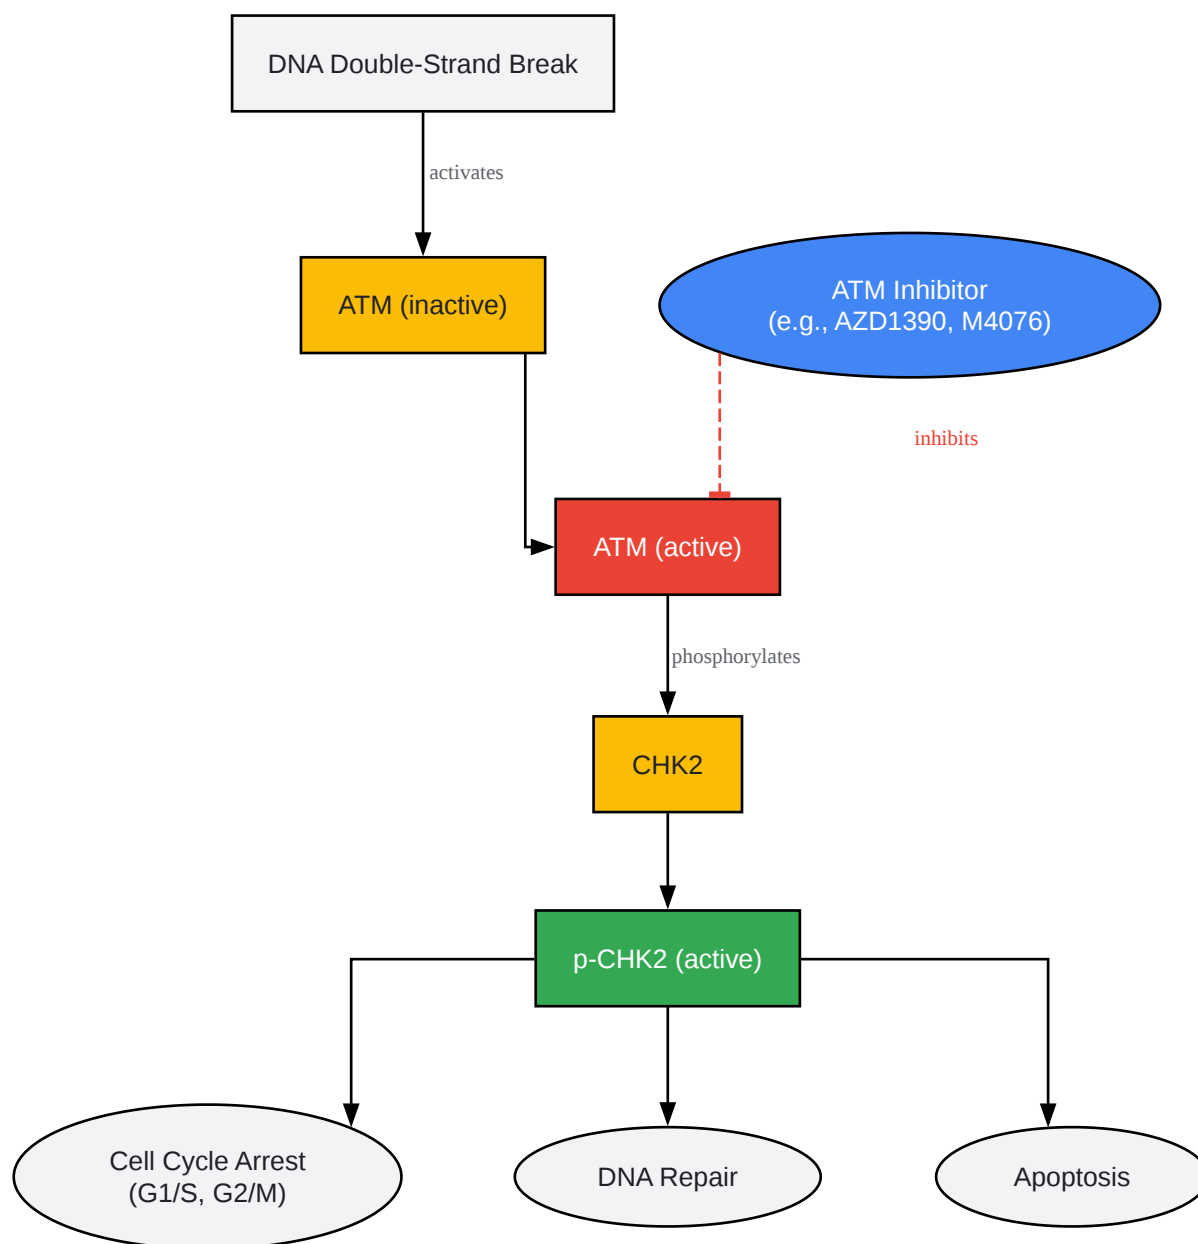 DNA Double-Strand Break
activates
ATM (inactive)
ATM Inhibitor
(e.g., AZD1390, M4076)
inhibits
ATM (active)
phosphorylates
CHK2
p-CHK2 (active)
Cell Cycle Arrest
(G1/S, G2/M)
DNA Repair
Apoptosis